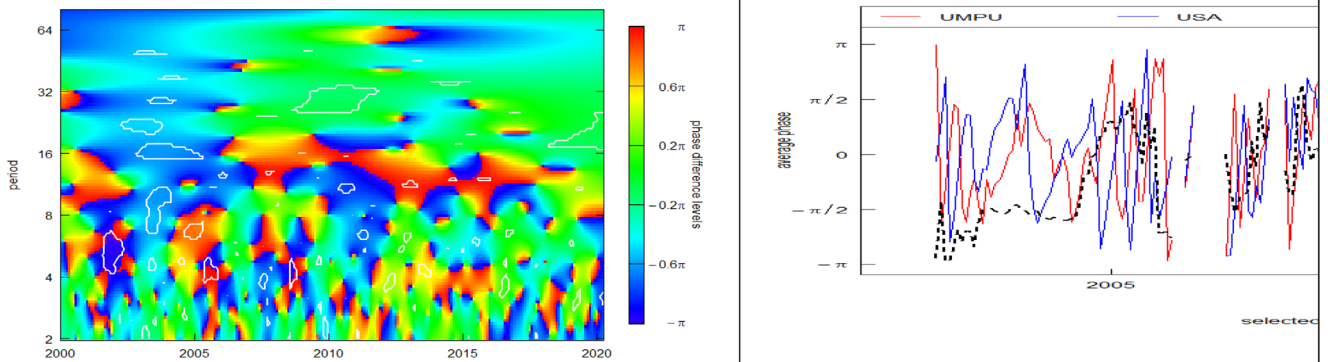 64
32
16
8
4
2
period
2000
2005
2010
2015
2020
π
0.6π
0.2π
−0.2π
−0.6π
−π
phase difference levels
UMPU
USA
π
π/2
0
−π/2
−π
average phase
2005
selected